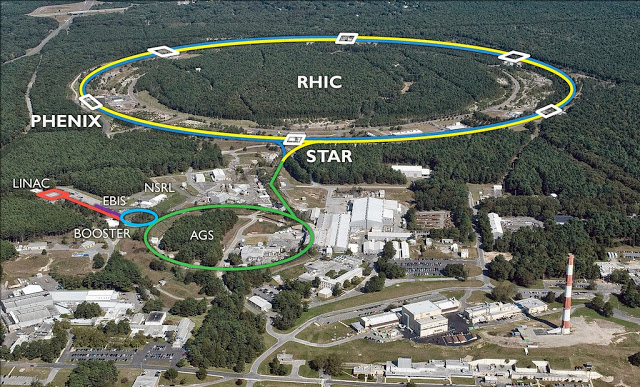 RHIC
PHENIX
STAR
LINAC
NSRL
EBIS
BOOSTER
AGS